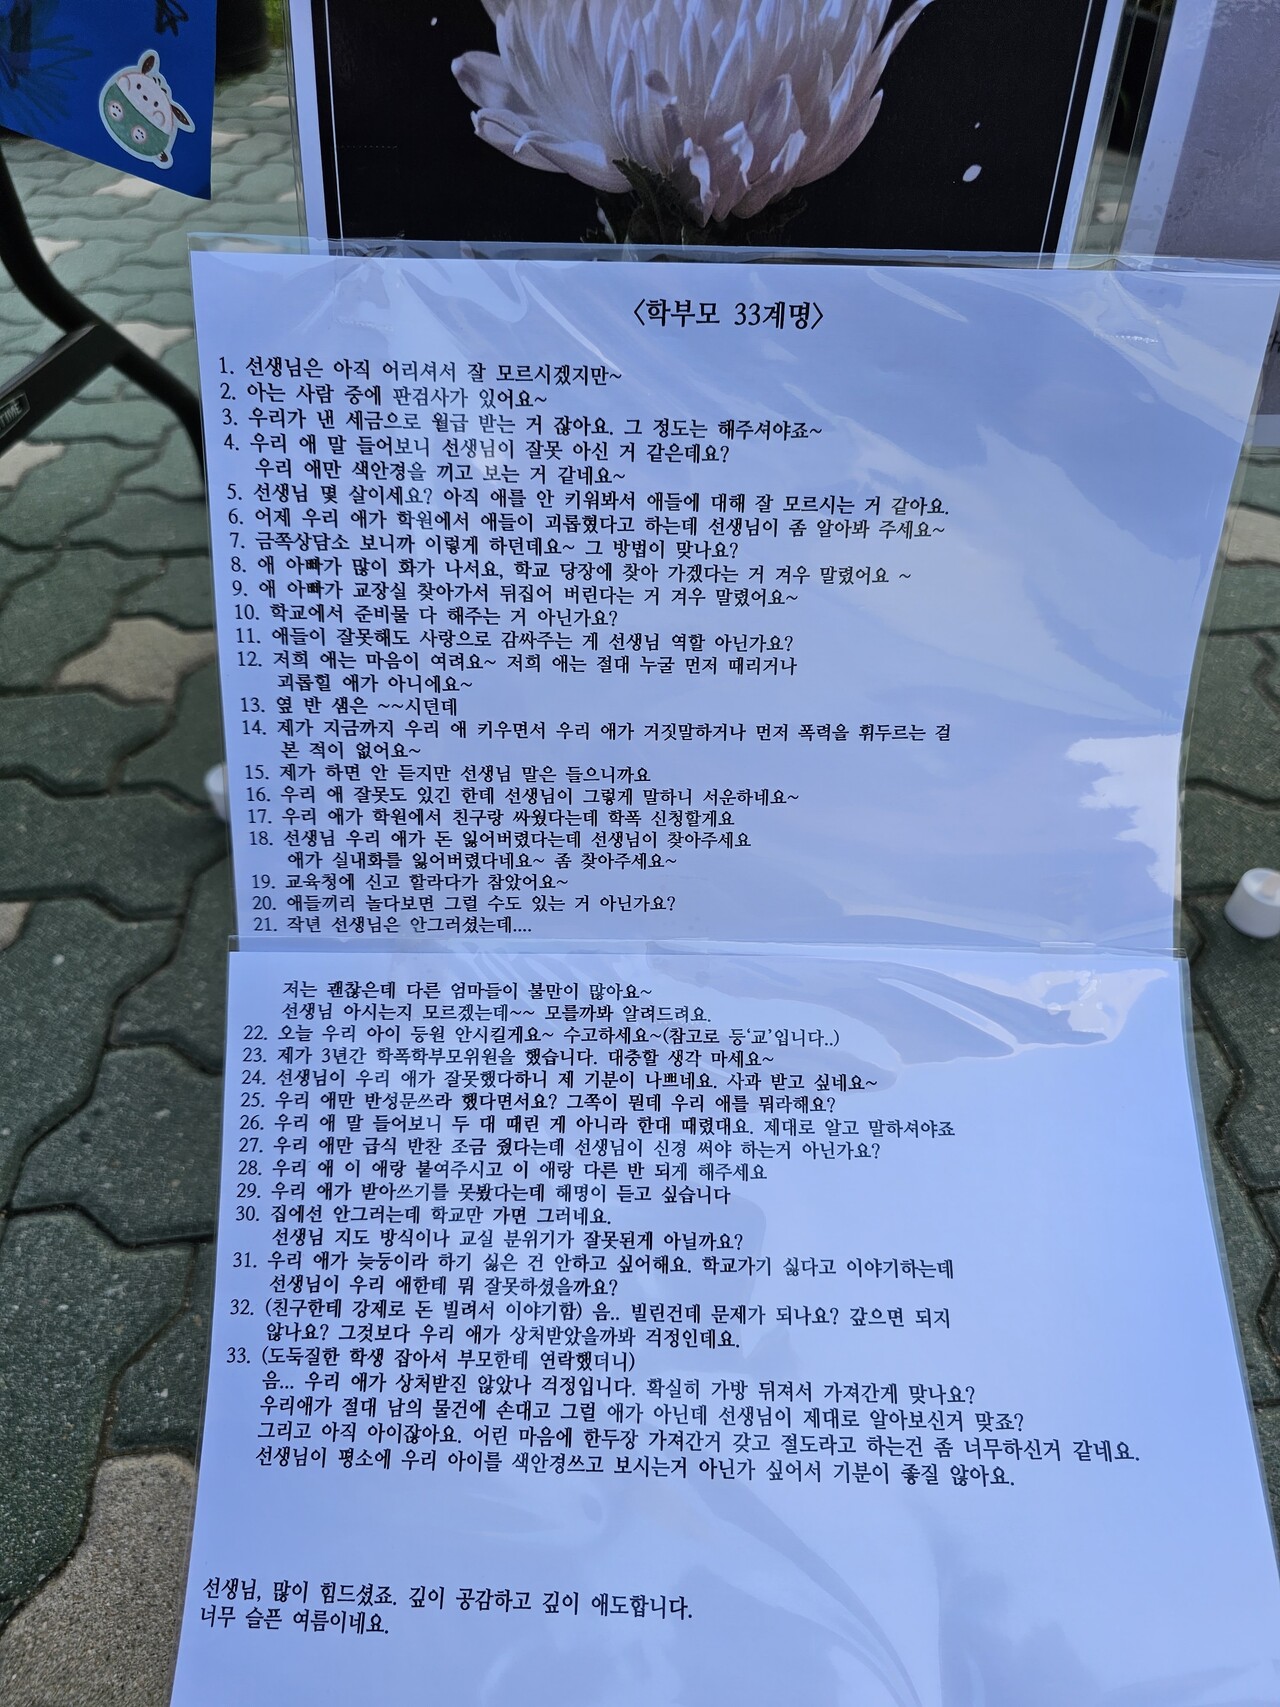 TIME
<학부모 33계명>
1. 선생님은 아직 어리셔서 잘 모르시겠지만~
2. 아는 사람 중에 판검사가 있어요~
3. 우리가 낸 세금으로 월급 받는 거 잖아요. 그 정도는 해주셔야죠~
4. 우리 애 말 들어보니 선생님이 잘못 아신 거 같은데요?
우리 애만 색안경을 끼고 보는 거 같네요~
5. 선생님 몇 살이세요? 아직 애를 안 키워봐서 애들에 대해 잘 모르시는 거 같아요.
6. 어제 우리 애가 학원에서 애들이 괴롭혔다고 하는데 선생님이 좀 알아봐 주세요~
7. 금쪽상담소 보니까 이렇게 하던데요~ 그 방법이 맞나요?
8. 애 아빠가 많이 화가 나서요, 학교 당장에 찾아 가겠다는 거 겨우 말렸어요 ~
9. 애 아빠가 교장실 찾아가서 뒤집어 버린다는 거 겨우 말렸어요~
10. 학교에서 준비물 다 해주는 거 아닌가요?
11. 애들이 잘못해도 사랑으로 감싸주는 게 선생님 역할 아닌가요?
12. 저희 애는 마음이 여려요~ 저희 애는 절대 누굴 먼저 때리거나
괴롭힐 애가 아니에요~
13. 옆 반 샘은 ~~시던데
14. 제가 지금까지 우리 애 키우면서 우리 애가 거짓말하거나 먼저 폭력을 휘두르는 걸
본 적이 없어요~
15. 제가 하면 안 듣지만 선생님 말은 들으니까요
16. 우리 애 잘못도 있긴 한데 선생님이 그렇게 말하니 서운하네요~
17. 우리 애가 학원에서 친구랑 싸웠다는데 학폭 신청할게요
18. 선생님 우리 애가 돈 잃어버렸다는데 선생님이 찾아주세요
애가 실내화를 잃어버렸다네요~ 좀 찾아주세요~
19. 교육청에 신고 할라다가 참았어요~
20. 애들끼리 놀다보면 그럴 수도 있는 거 아닌가요?
21. 작년 선생님은 안그러셨는데....
저는 괜찮은데 다른 엄마들이 불만이 많아요~
선생님 아시는지 모르겠는데~~ 모를까봐 알려드려요.
22. 오늘 우리 아이 등원 안시킬게요~ 수고하세요~(참고로 등‘교’입니다..)
23. 제가 3년간 학폭학부모위원을 했습니다. 대충할 생각 마세요~
24. 선생님이 우리 애가 잘못했다하니 제 기분이 나쁘네요. 사과 받고 싶네요~
25. 우리 애만 반성문쓰라 했다면서요? 그쪽이 뭔데 우리 애를 뭐라해요?
26. 우리 애 말 들어보니 두 대 때린 게 아니라 한대 때렸대요. 제대로 알고 말하셔야죠
27. 우리 애만 급식 반찬 조금 줬다는데 선생님이 신경 써야 하는거 아닌가요?
28. 우리 애 이 애랑 붙여주시고 이 애랑 다른 반 되게 해주세요
29. 우리 애가 받아쓰기를 못봤다는데 해명이 듣고 싶습니다
30. 집에선 안그러는데 학교만 가면 그러네요.
선생님 지도 방식이나 교실 분위기가 잘못된게 아닐까요?
31. 우리 애가 늦둥이라 하기 싫은 건 안하고 싶어해요. 학교가기 싫다고 이야기하는데
선생님이 우리 애한테 뭐 잘못하셨을까요?
32. (친구한테 강제로 돈 빌려서 이야기함) 음.. 빌린건데 문제가 되나요? 갚으면 되지
않나요? 그것보다 우리 애가 상처받았을까봐 걱정인데요.
33. (도둑질한 학생 잡아서 부모한테 연락했더니)
음... 우리 애가 상처받진 않았나 걱정입니다. 확실히 가방 뒤져서 가져간게 맞나요?
우리애가 절대 남의 물건에 손대고 그럴 애가 아닌데 선생님이 제대로 알아보신거 맞죠?
그리고 아직 아이잖아요. 어린 마음에 한두장 가져간거 갖고 절도라고 하는건 좀 너무하신거 같네요.
선생님이 평소에 우리 아이를 색안경쓰고 보시는거 아닌가 싶어서 기분이 좋질 않아요.
선생님, 많이 힘드셨죠. 깊이 공감하고 깊이 애도합니다.
너무 슬픈 여름이네요.